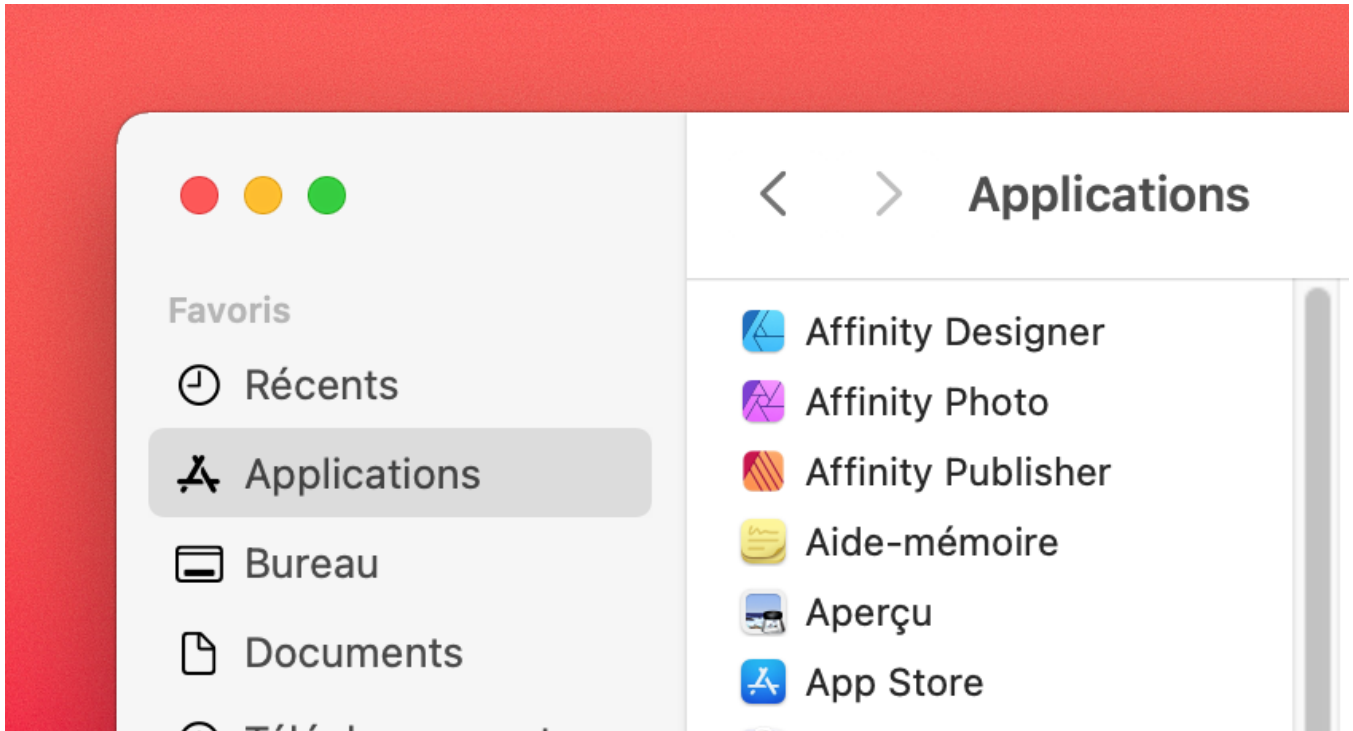 Applications
Favoris
Récents
Applications
Bureau
Documents
Affinity Designer
Affinity Photo
Affinity Publisher
Aide-mémoire
Aperçu
App Store